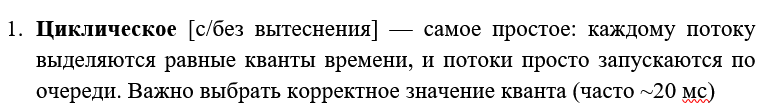 1. Циклическое [с/без вытеснения] — самое простое: каждому потоку
выделяются равные кванты времени, и потоки просто запускаются по
очереди. Важно выбрать корректное значение кванта (часто ~20 мс)